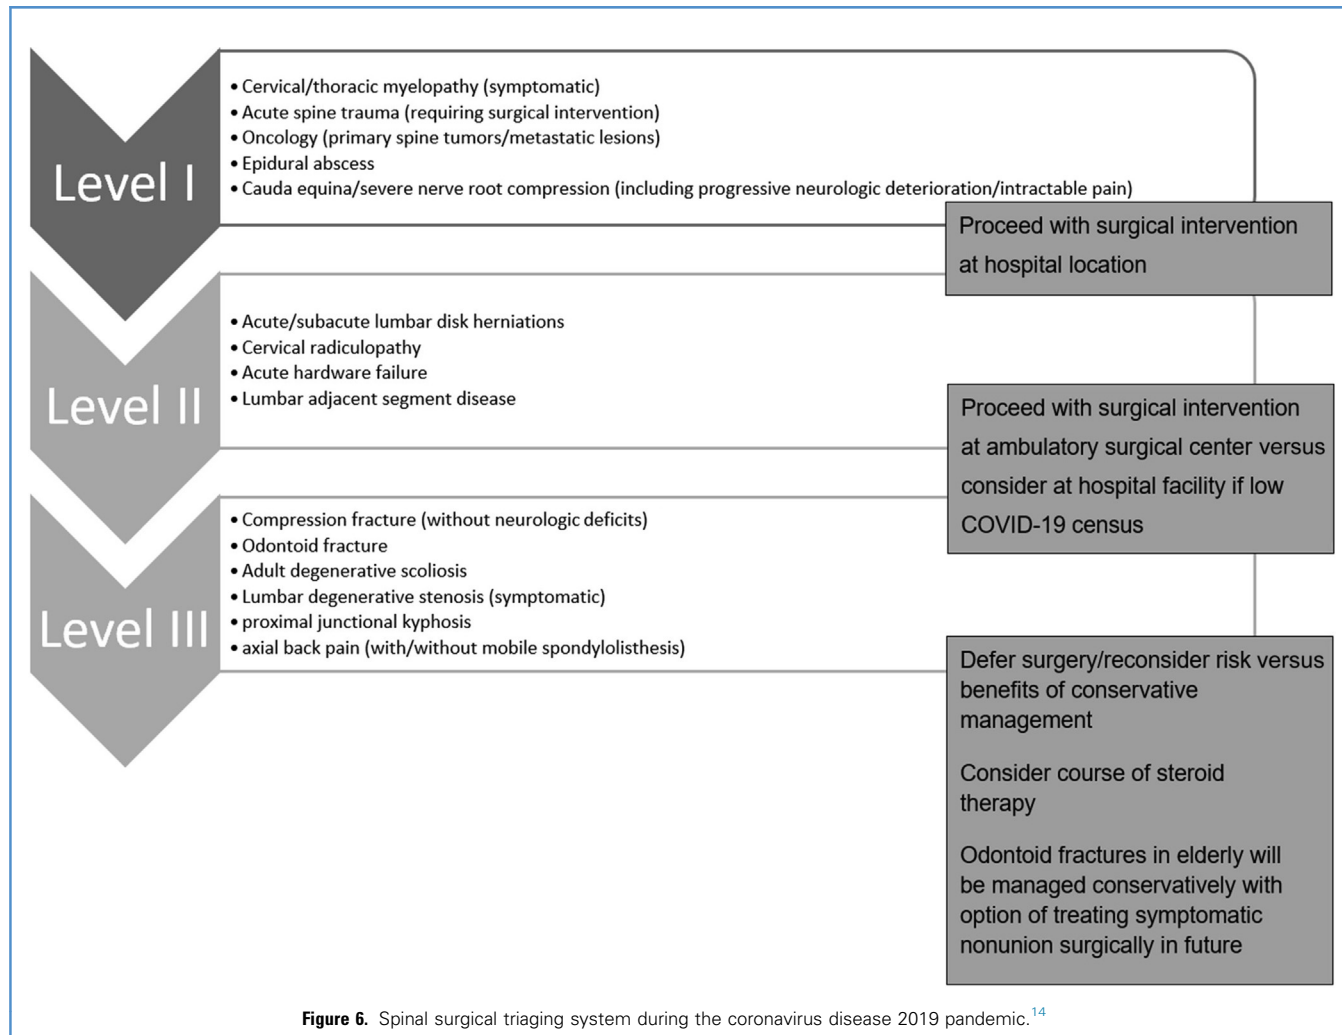 Level I
• Cervical/thoracic myelopathy (symptomatic)
• Acute spine trauma (requiring surgical intervention)
• Oncology (primary spine tumors/metastatic lesions)
• Epidural abscess
• Cauda equina/severe nerve root compression (including progressive neurologic deterioration/intractable pain)
Proceed with surgical intervention
at hospital location
Level II
• Acute/subacute lumbar disk herniations
• Cervical radiculopathy
• Acute hardware failure
• Lumbar adjacent segment disease
Proceed with surgical intervention
at ambulatory surgical center versus
consider at hospital facility if low
COVID-19 census
Level III
• Compression fracture (without neurologic deficits)
• Odontoid fracture
• Adult degenerative scoliosis
• Lumbar degenerative stenosis (symptomatic)
• proximal junctional kyphosis
• axial back pain (with/without mobile spondylolisthesis)
Defer surgery/reconsider risk versus
benefits of conservative
management
Consider course of steroid
therapy
Odontoid fractures in elderly will
be managed conservatively with
option of treating symptomatic
nonunion surgically in future
Figure 6. Spinal surgical triaging system during the coronavirus disease 2019 pandemic.14